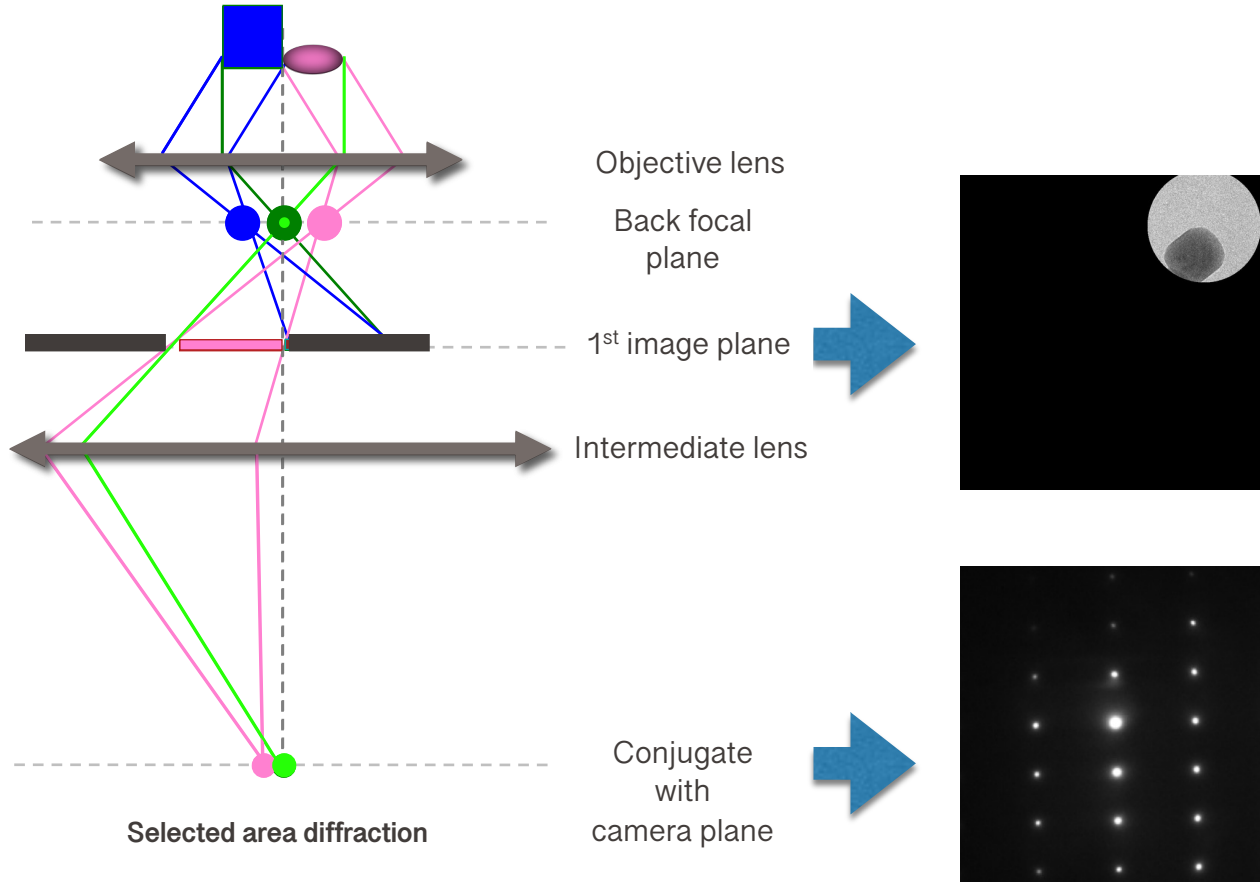 Objective lens
Back focal
plane
1st image plane
Intermediate lens
Conjugate
with
camera plane
Selected area diffraction